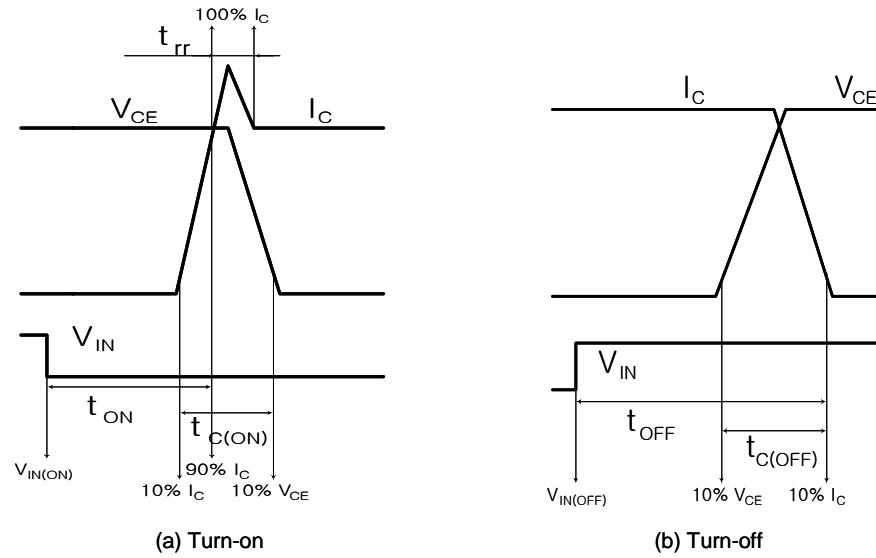 100% I_C
t_rr
V_CE
I_C
V_IN
t_ON
t_C(ON)
V_IN(ON)
90% I_C
10% I_C
10% V_CE
(a) Turn-on
I_C
V_CE
V_IN
t_OFF
t_C(OFF)
V_IN(OFF)
10% V_CE
10% I_C
(b) Turn-off